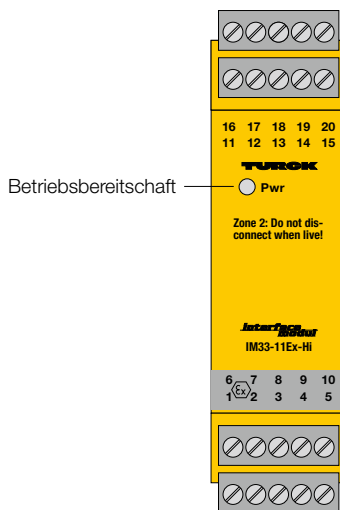 16 17 18 19 20
11 12 13 14 15
TURCK
Betriebsbereitschaft
Pwr
Zone 2: Do not dis-
connect when live!
Interface
Modul
IM33-11Ex-Hi
6 7 8 9 10
Ex
1 2 3 4 5